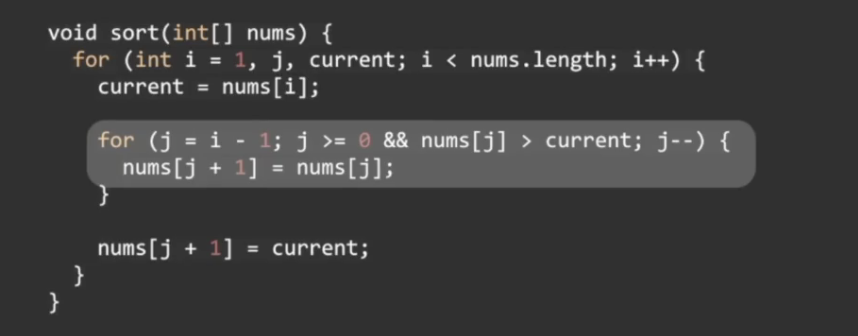 void sort(int[] nums) {
for (int i = 1, j, current; i < nums.length; i++) {
current = nums[i];
for (j = i - 1; j >= 0 && nums[j] > current; j--) {
nums[j + 1] = nums[j];
}
nums[j + 1] = current;
}
}